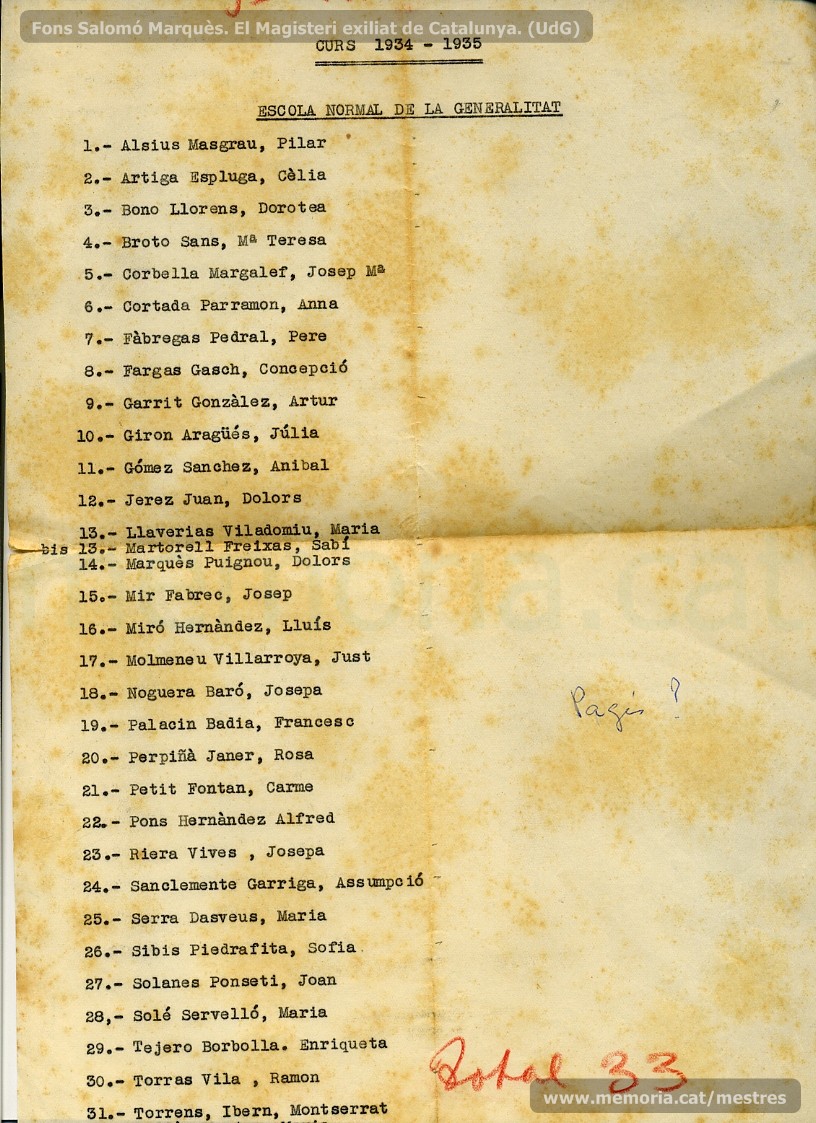 Fons Salomó Marquès. El Magisteri exiliat de Catalunya. (UdG)
CURS 1934 - 1935
ESCOLA NORMAL DE LA GENERALITAT
1.- Alsius Masgrau, Pilar
2.- Artiga Espluga, Cèlia
3.- Bono Llorens, Dorotea
4.- Broto Sans, Mª Teresa
5.- Corbella Margalef, Josep Mª
6.- Cortada Parramon, Anna
7.- Fàbregas Pedral, Pere
8.- Fargas Gasch, Concepció
9.- Garrit Gonzàlez, Artur
10.- Giron Aragüés, Júlia
11.- Gómez Sanchez, Anibal
12.- Jerez Juan, Dolors
13.- Llaverias Viladomiu, Maria
bis 13.- Martorell Freixas, Sabí
14.- Marquès Puignou, Dolors
15.- Mir Fabrec, Josep
16.- Miró Hernàndez, Lluís
17.- Molmeneu Villarroya, Just
18.- Noguera Baró, Josepa
Pagés ?
19.- Palacin Badia, Francesc
20.- Perpiñà Janer, Rosa
21.- Petit Fontan, Carme
22.- Pons Hernàndez Alfred
23.- Riera Vives , Josepa
24.- Sanclemente Garriga, Assumpció
25.- Serra Dasveus, Maria
26.- Sibis Piedrafita, Sofia
27.- Solanes Ponseti, Joan
28,- Solé Servelló, Maria
29.- Tejero Borbolla. Enriqueta
30.- Torras Vila , Ramon
Total 33
31.- Torrens, Ibern, Montserrat
www.memoria.cat/mestres